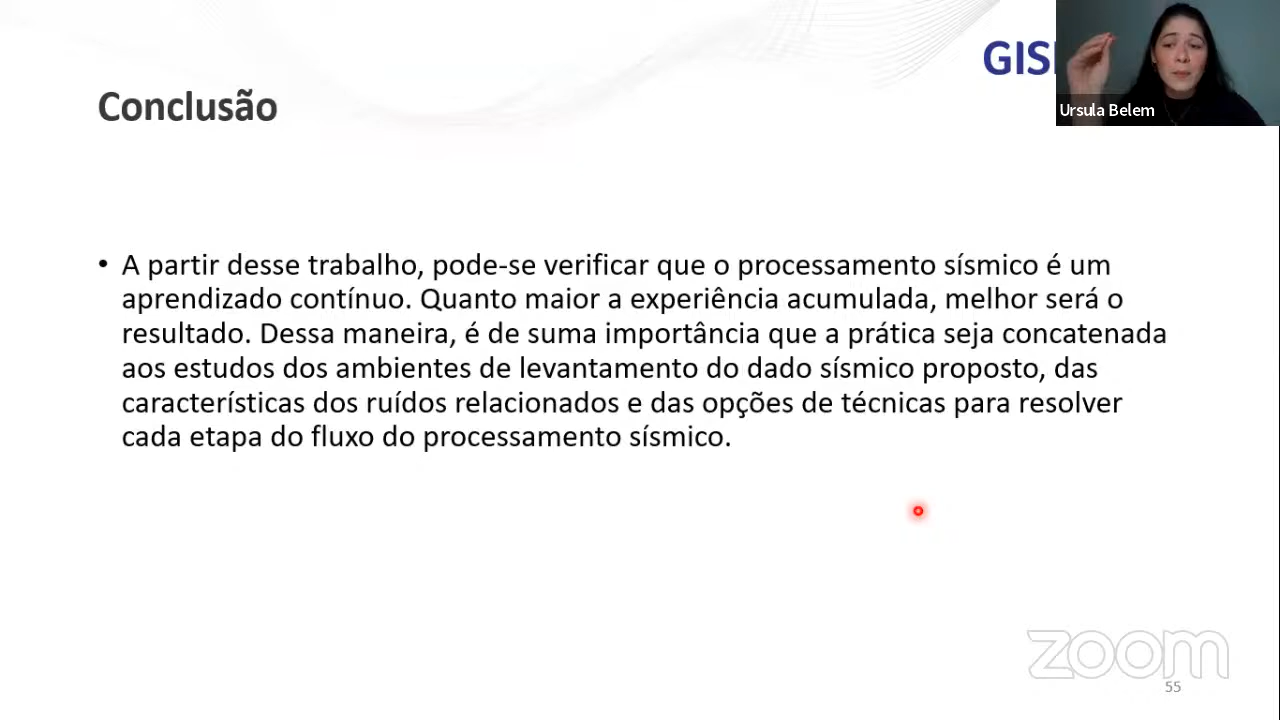 GIS
Ursula Belem
Conclusão
• A partir desse trabalho, pode-se verificar que o processamento sísmico é um
aprendizado contínuo. Quanto maior a experiência acumulada, melhor será o
resultado. Dessa maneira, é de suma importância que a prática seja concatenada
aos estudos dos ambientes de levantamento do dado sísmico proposto, das
características dos ruídos relacionados e das opções de técnicas para resolver
cada etapa do fluxo do processamento sísmico.
zoom
55